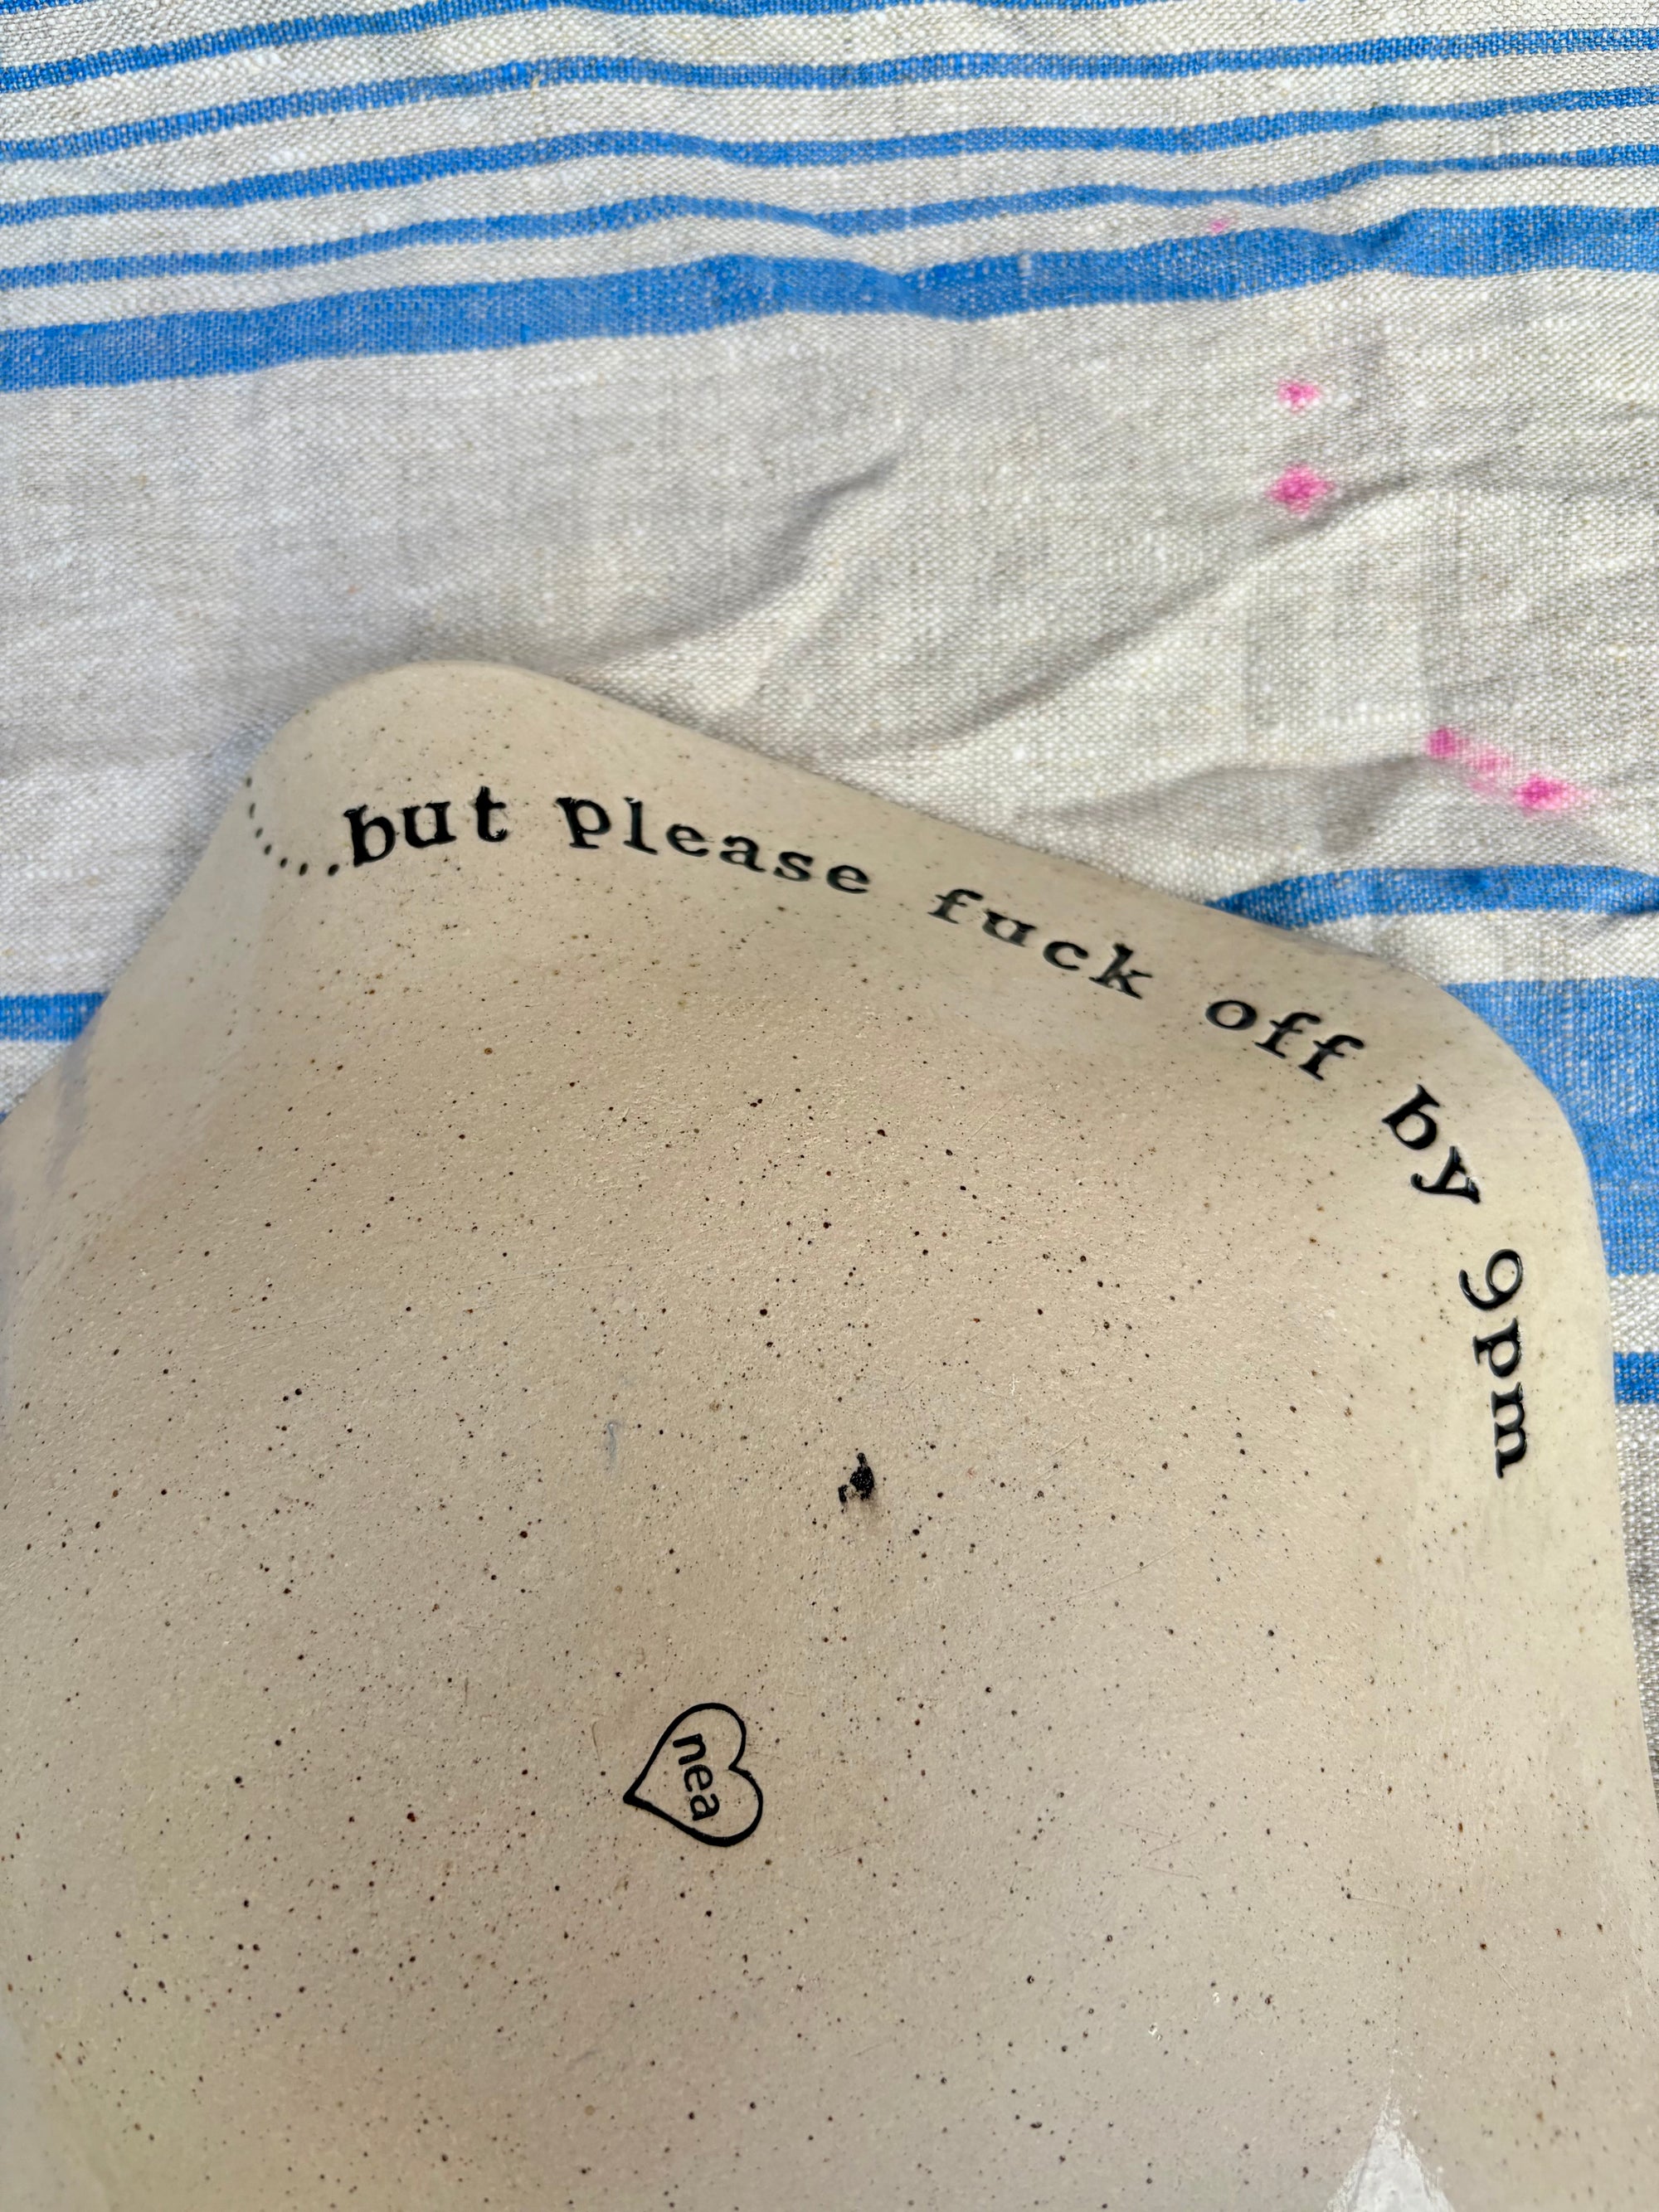 .....but please fuck off by 9pm
nea